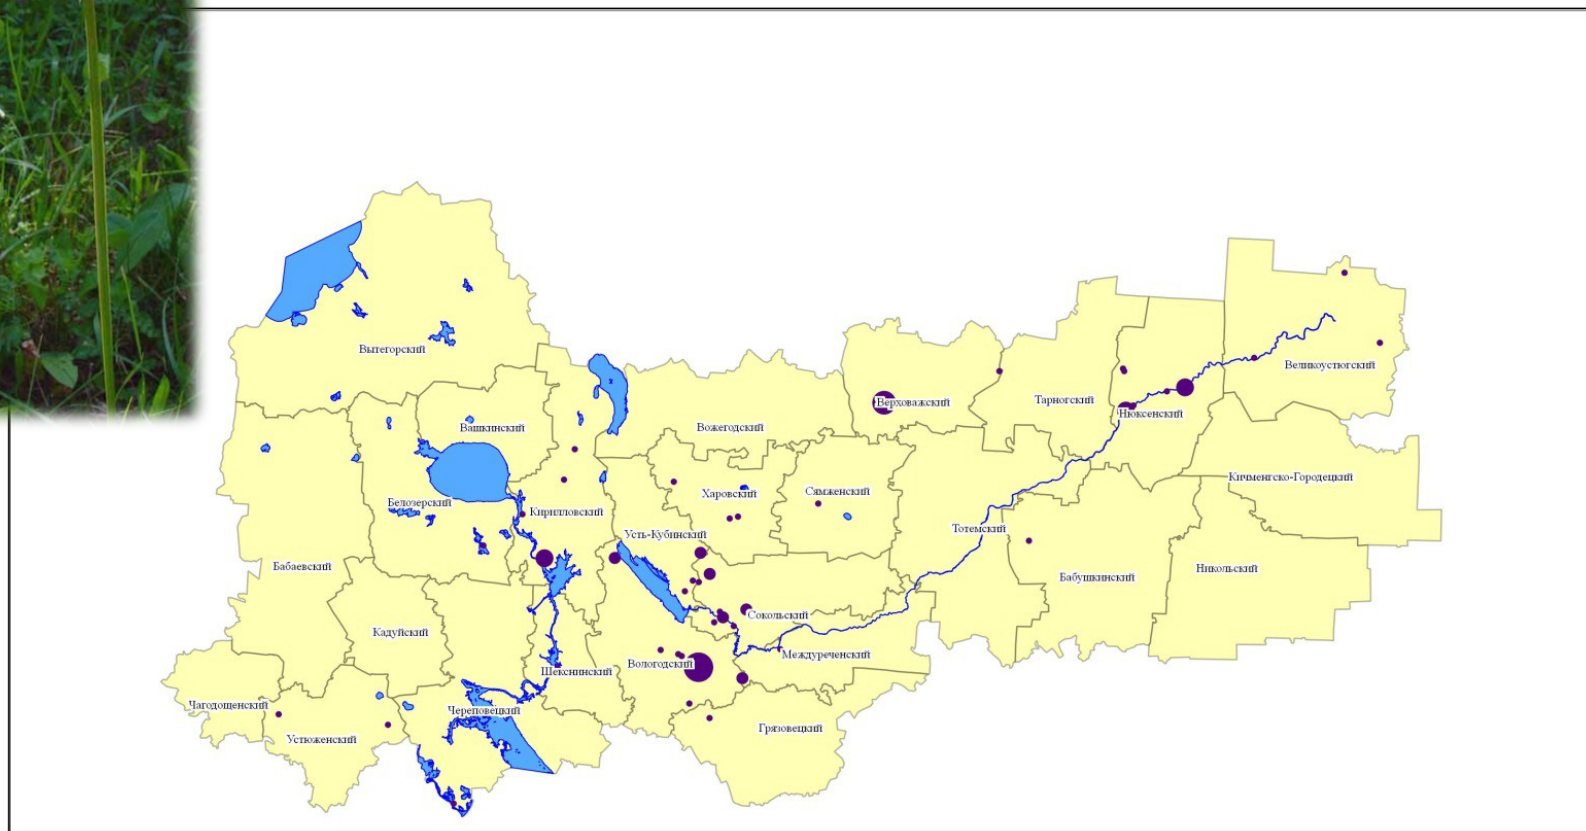 Вытегорский
Великоустюгский
Тарногский
Верховажский
Нюксенский
Вашкинский
Вожегодский
Кичменгско-Городецкий
Харовский
Сямженский
Белозерский
Кирилловский
Тотемский
Усть-Кубинский
Бабаевский
Никольский
Бабушкинский
Сокольский
Кадуйский
Междуреченский
Вологодский
Шекснинский
Чагодощенский
Череповецкий
Грязовецкий
Устюженский